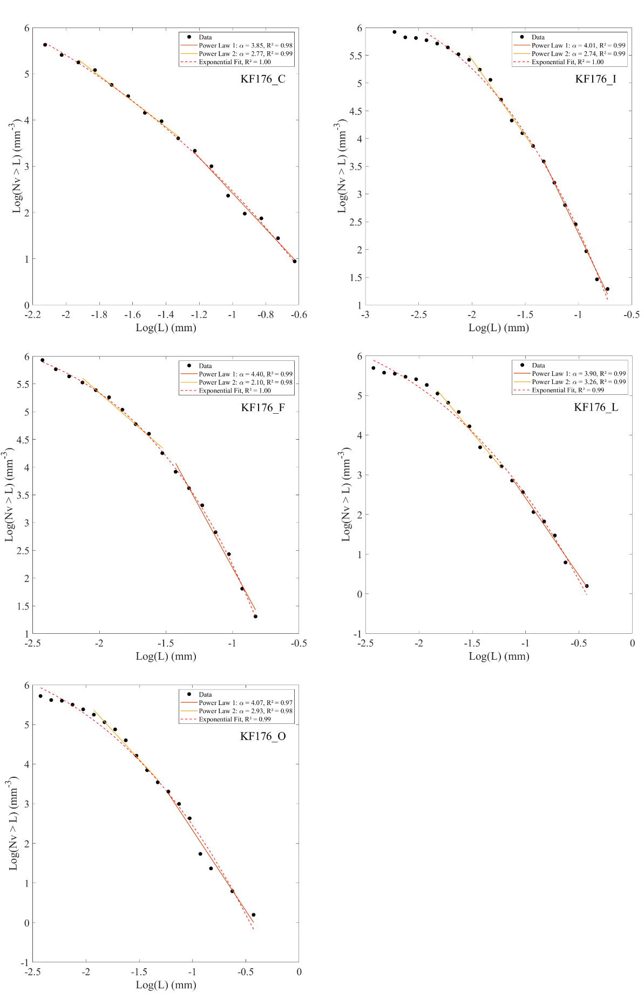 6
5
4
3
2
1
0
-2.2 -2 -1.8 -1.6 -1.4 -1.2 -1 -0.8 -0.6
Log(L) (mm)
Log(Nv > L) (mm⁻³)
Data
Power Law 1: α = 3.85, R² = 0.98
Power Law 2: α = 2.77, R² = 0.99
Exponential Fit, R² = 1.00
KF176_C
6
5.5
5
4.5
4
3.5
3
2.5
2
1.5
1
-3 -2.5 -2 -1.5 -1 -0.5
Log(L) (mm)
Log(Nv > L) (mm⁻³)
Data
Power Law 1: α = 4.01, R² = 0.99
Power Law 2: α = 2.74, R² = 0.99
Exponential Fit, R² = 1.00
KF176_I
6
5.5
5
4.5
4
3.5
3
2.5
2
1.5
1
-2.5 -2 -1.5 -1 -0.5
Log(L) (mm)
Log(Nv > L) (mm⁻³)
Data
Power Law 1: α = 4.40, R² = 0.99
Power Law 2: α = 2.10, R² = 0.98
Exponential Fit, R² = 1.00
KF176_F
6
5
4
3
2
1
0
-1
-2.5 -2 -1.5 -1 -0.5 0
Log(L) (mm)
Log(Nv > L) (mm⁻³)
Data
Power Law 1: α = 3.90, R² = 0.99
Power Law 2: α = 3.26, R² = 0.99
Exponential Fit, R² = 0.99
KF176_L
6
5
4
3
2
1
0
-1
-2.5 -2 -1.5 -1 -0.5 0
Log(L) (mm)
Log(Nv > L) (mm⁻³)
Data
Power Law 1: α = 4.07, R² = 0.97
Power Law 2: α = 2.93, R² = 0.98
Exponential Fit, R² = 0.99
KF176_O